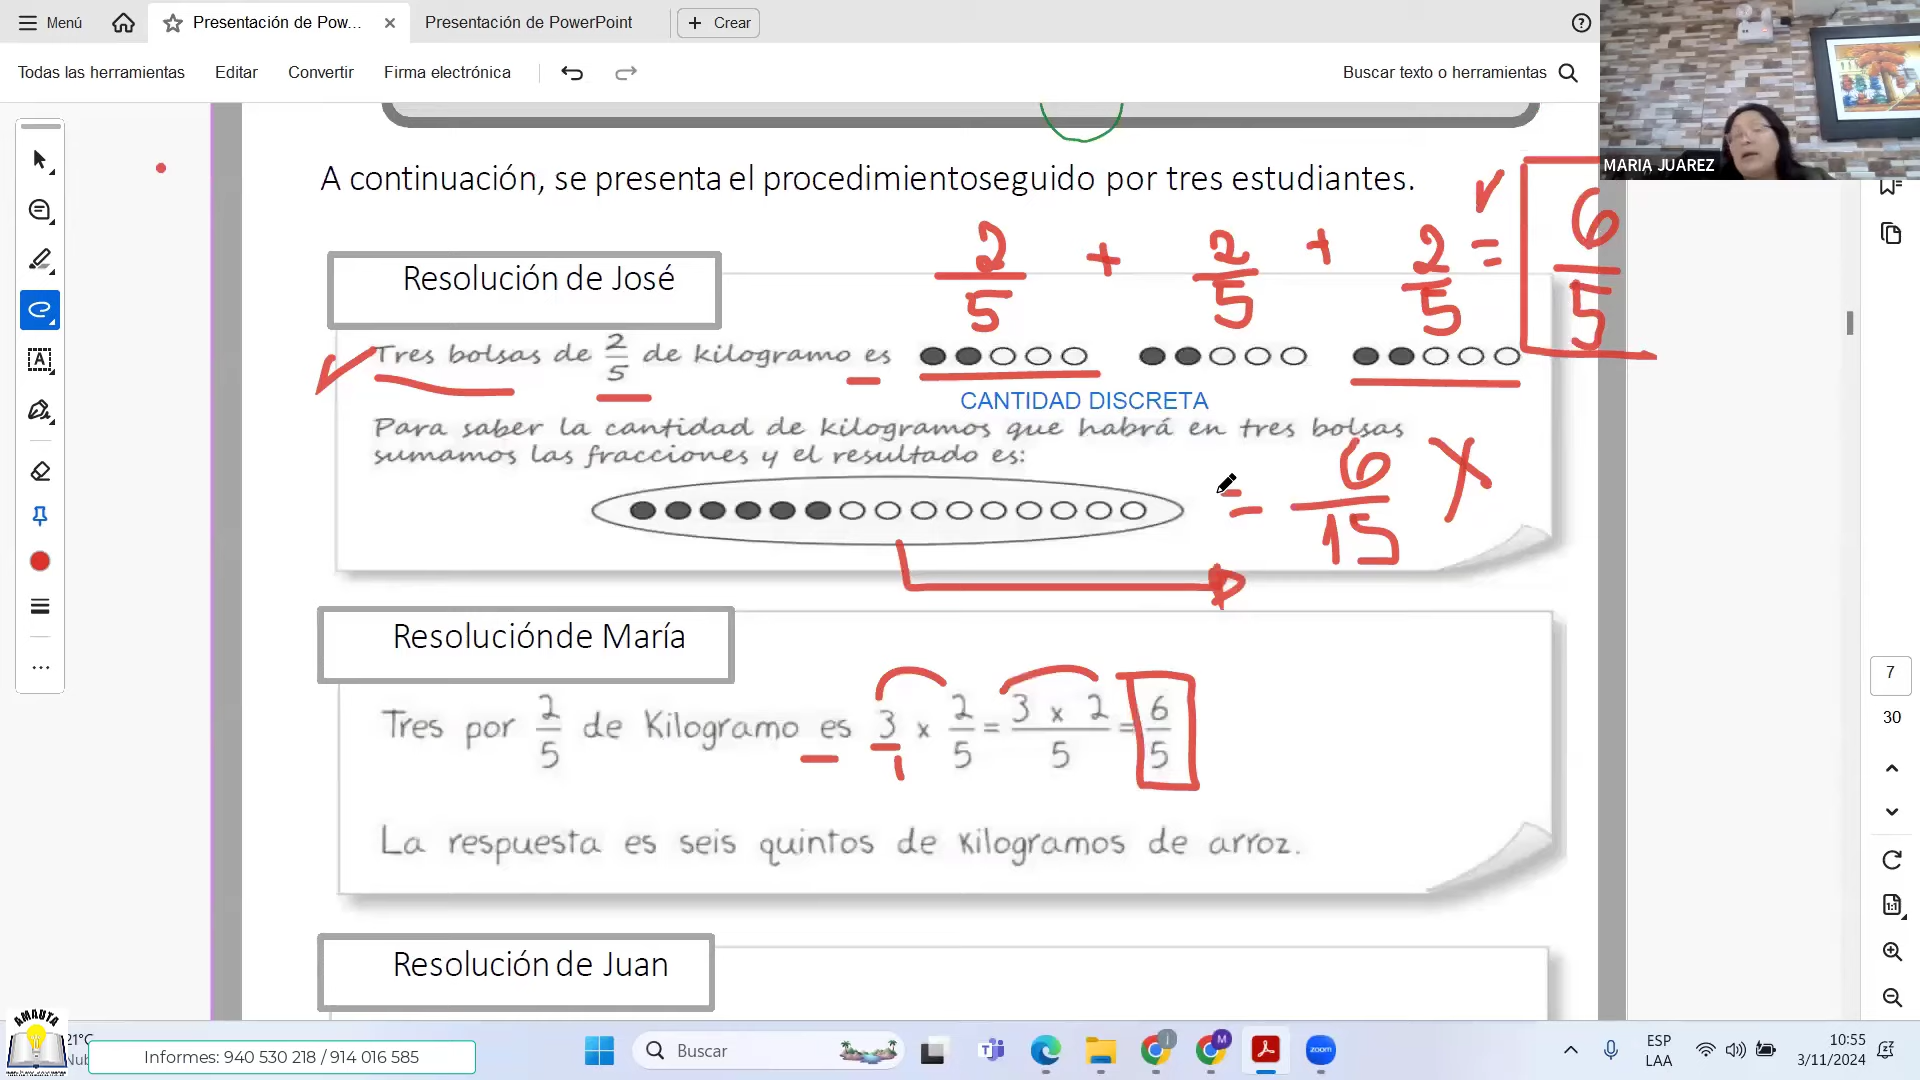 Menú
Presentación de Pow...
Presentación de PowerPoint
Crear
Todas las herramientas
Editar
Convertir
Firma electrónica
Buscar texto o herramientas
MARIA JUAREZ
A continuación, se presenta el procedimientoseguido por tres estudiantes.
2/5 + 2/5 + 2/5 = 6/5
Resolución de José
Tres bolsas de 2/5 de kilogramo es
CANTIDAD DISCRETA
Para saber la cantidad de kilogramos que habrá en tres bolsas
sumamos las fracciones y el resultado es:
= 6/15 X
Resoluciónde María
Tres por 2/5 de Kilogramo es 3 x 2/5 = 3 x 2/5 = 6/5
1
La respuesta es seis quintos de kilogramos de arroz.
Resolución de Juan
7
30
AMAUTA
21°C
Nub
Informes: 940 530 218 / 914 016 585
Buscar
zoom
ESP
LAA
10:55
3/11/2024